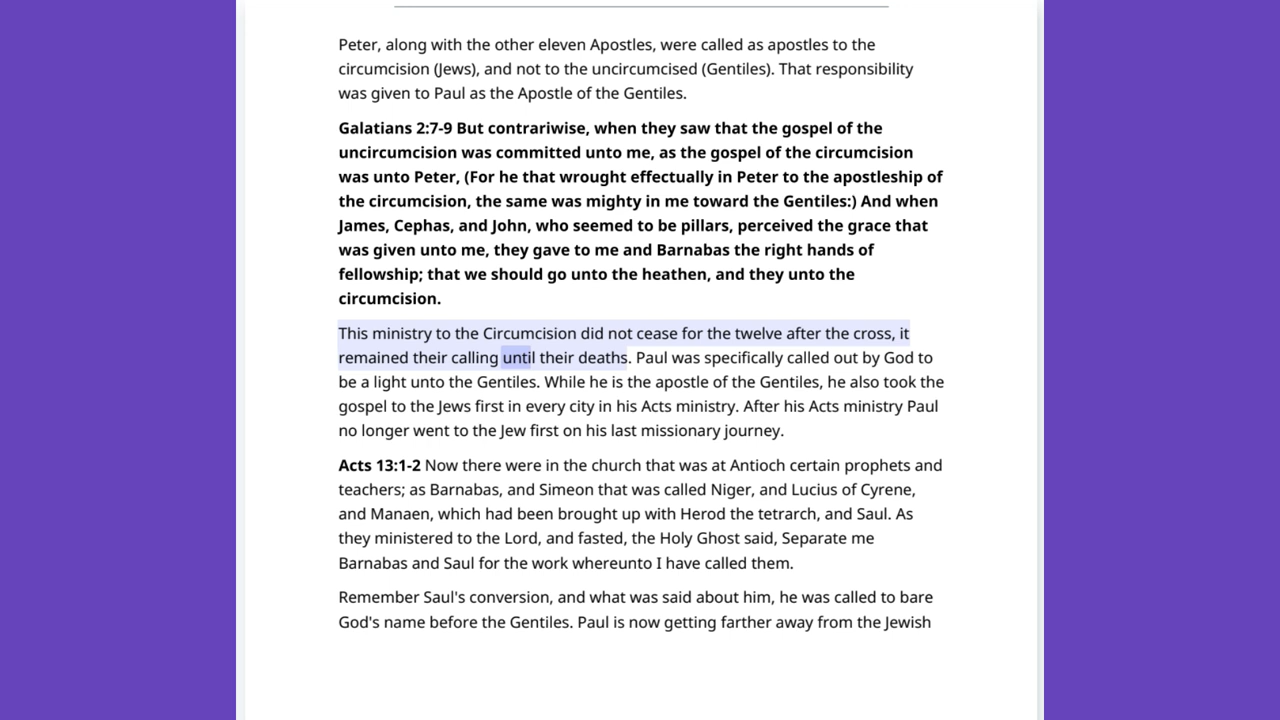 Peter, along with the other eleven Apostles, were called as apostles to the
circumcision (Jews), and not to the uncircumcised (Gentiles). That responsibility
was given to Paul as the Apostle of the Gentiles.
Galatians 2:7-9 But contrariwise, when they saw that the gospel of the
uncircumcision was committed unto me, as the gospel of the circumcision
was unto Peter, (For he that wrought effectually in Peter to the apostleship of
the circumcision, the same was mighty in me toward the Gentiles:) And when
James, Cephas, and John, who seemed to be pillars, perceived the grace that
was given unto me, they gave to me and Barnabas the right hands of
fellowship; that we should go unto the heathen, and they unto the
circumcision.
This ministry to the Circumcision did not cease for the twelve after the cross, it
remained their calling until their deaths. Paul was specifically called out by God to
be a light unto the Gentiles. While he is the apostle of the Gentiles, he also took the
gospel to the Jews first in every city in his Acts ministry. After his Acts ministry Paul
no longer went to the Jew first on his last missionary journey.
Acts 13:1-2 Now there were in the church that was at Antioch certain prophets and
teachers; as Barnabas, and Simeon that was called Niger, and Lucius of Cyrene,
and Manaen, which had been brought up with Herod the tetrarch, and Saul. As
they ministered to the Lord, and fasted, the Holy Ghost said, Separate me
Barnabas and Saul for the work whereunto I have called them.
Remember Saul's conversion, and what was said about him, he was called to bare
God's name before the Gentiles. Paul is now getting farther away from the Jewish